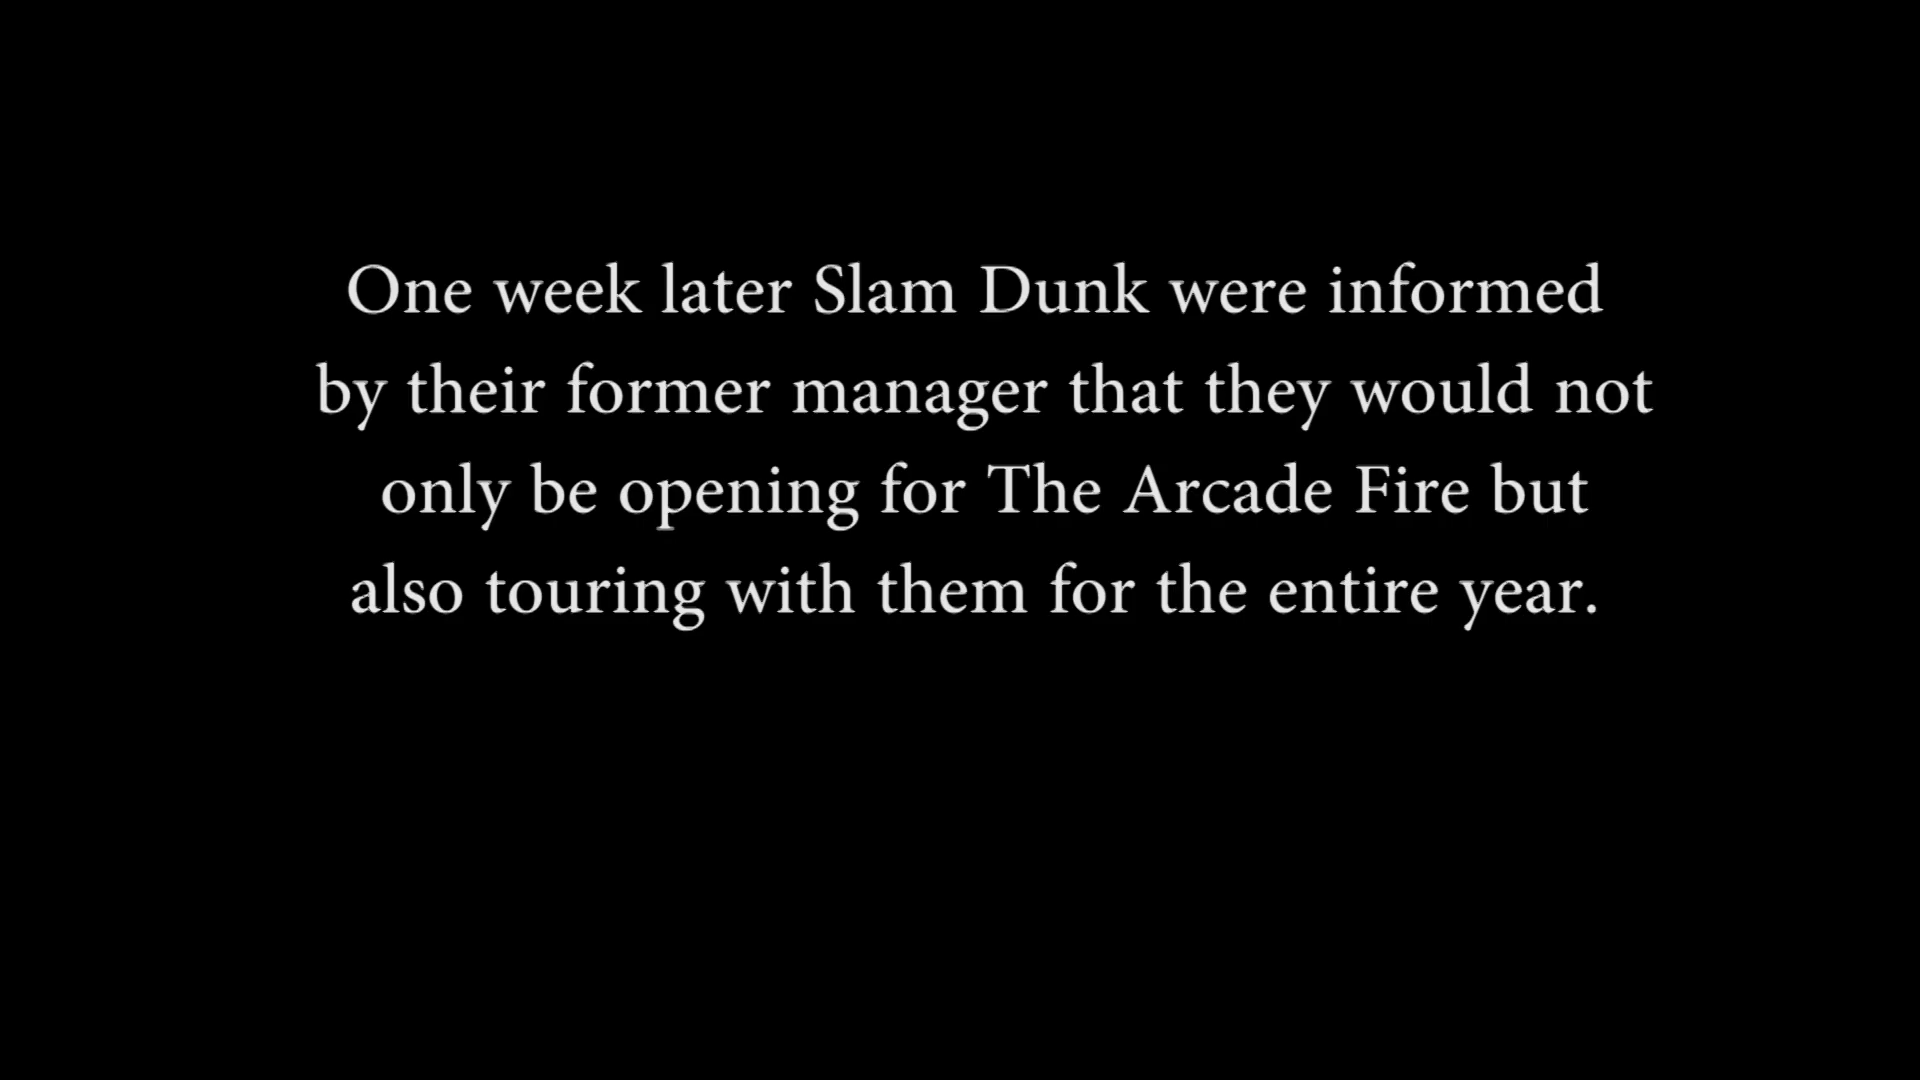 One week later Slam Dunk were informed
by their former manager that they would not
only be opening for The Arcade Fire but
also touring with them for the entire year.